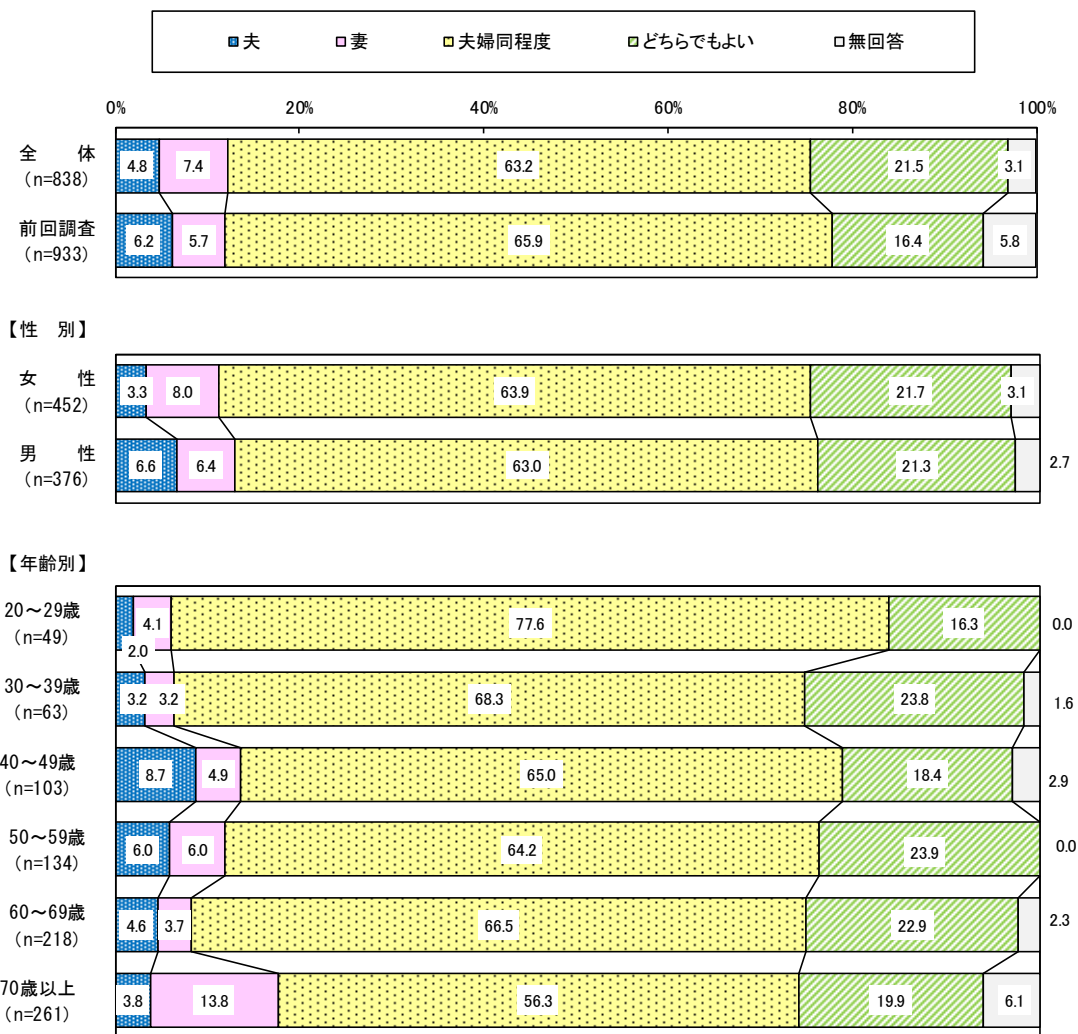 夫 妻 夫婦同程度 どちらでもよい 無回答
0% 20% 40% 60% 80% 100%
全 体
(n=838)
4.8 7.4 63.2 21.5 3.1
前回調査
(n=933)
6.2 5.7 65.9 16.4 5.8
【性 別】
女 性
(n=452)
3.3 8.0 63.9 21.7 3.1
男 性
(n=376)
6.6 6.4 63.0 21.3 2.7
【年齢別】
20～29歳
(n=49)
2.0 4.1 77.6 16.3 0.0
30～39歳
(n=63)
3.2 3.2 68.3 23.8 1.6
40～49歳
(n=103)
8.7 4.9 65.0 18.4 2.9
50～59歳
(n=134)
6.0 6.0 64.2 23.9 0.0
60～69歳
(n=218)
4.6 3.7 66.5 22.9 2.3
70歳以上
(n=261)
3.8 13.8 56.3 19.9 6.1